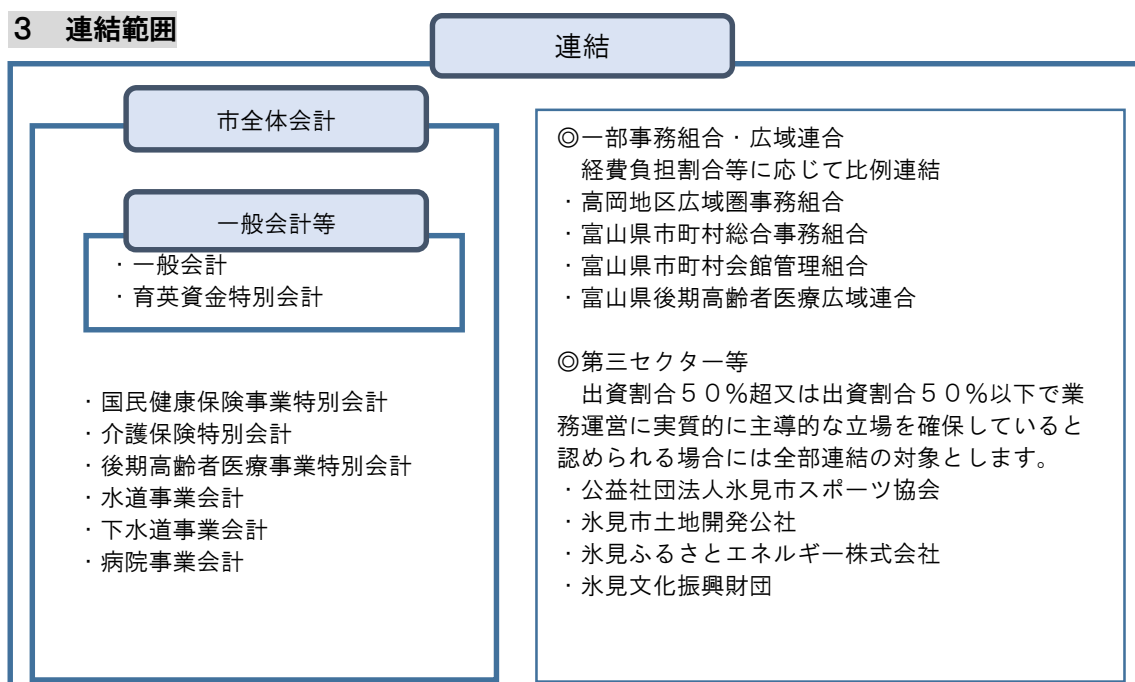 ３　連結範囲
連結
市全体会計
一般会計等
・一般会計
・育英資金特別会計
・国民健康保険事業特別会計
・介護保険特別会計
・後期高齢者医療事業特別会計
・水道事業会計
・下水道事業会計
・病院事業会計
◎一部事務組合・広域連合
　経費負担割合等に応じて比例連結
・高岡地区広域圏事務組合
・富山県市町村総合事務組合
・富山県市町村会館管理組合
・富山県後期高齢者医療広域連合
◎第三セクター等
　出資割合５０％超又は出資割合５０％以下で業
務運営に実質的に主導的な立場を確保していると
認められる場合には全部連結の対象とします。
・公益社団法人氷見市スポーツ協会
・氷見市土地開発公社
・氷見ふるさとエネルギー株式会社
・氷見文化振興財団